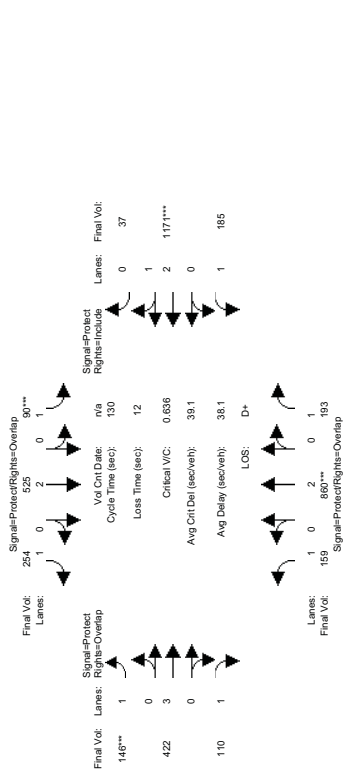 Signal=Protect/Rights=Overlap
Final Vol: 254 525 90***
Lanes: 1 0 2 0 1
Signal=Protect
Rights=Overlap
Final Vol: Lanes:
146*** 1
0
422 3
0
110 1
Vol Cnt Date: n/a
Cycle Time (sec): 130
Loss Time (sec): 12
Critical V/C: 0.636
Avg Crit Del (sec/veh): 39.1
Avg Delay (sec/veh): 38.1
LOS: D+
Signal=Protect
Rights=Include
Lanes: Final Vol:
0 37
1
2 1171***
0
1 185
Lanes: 1 0 2 0 1
Final Vol: 159 860*** 193
Signal=Protect/Rights=Overlap